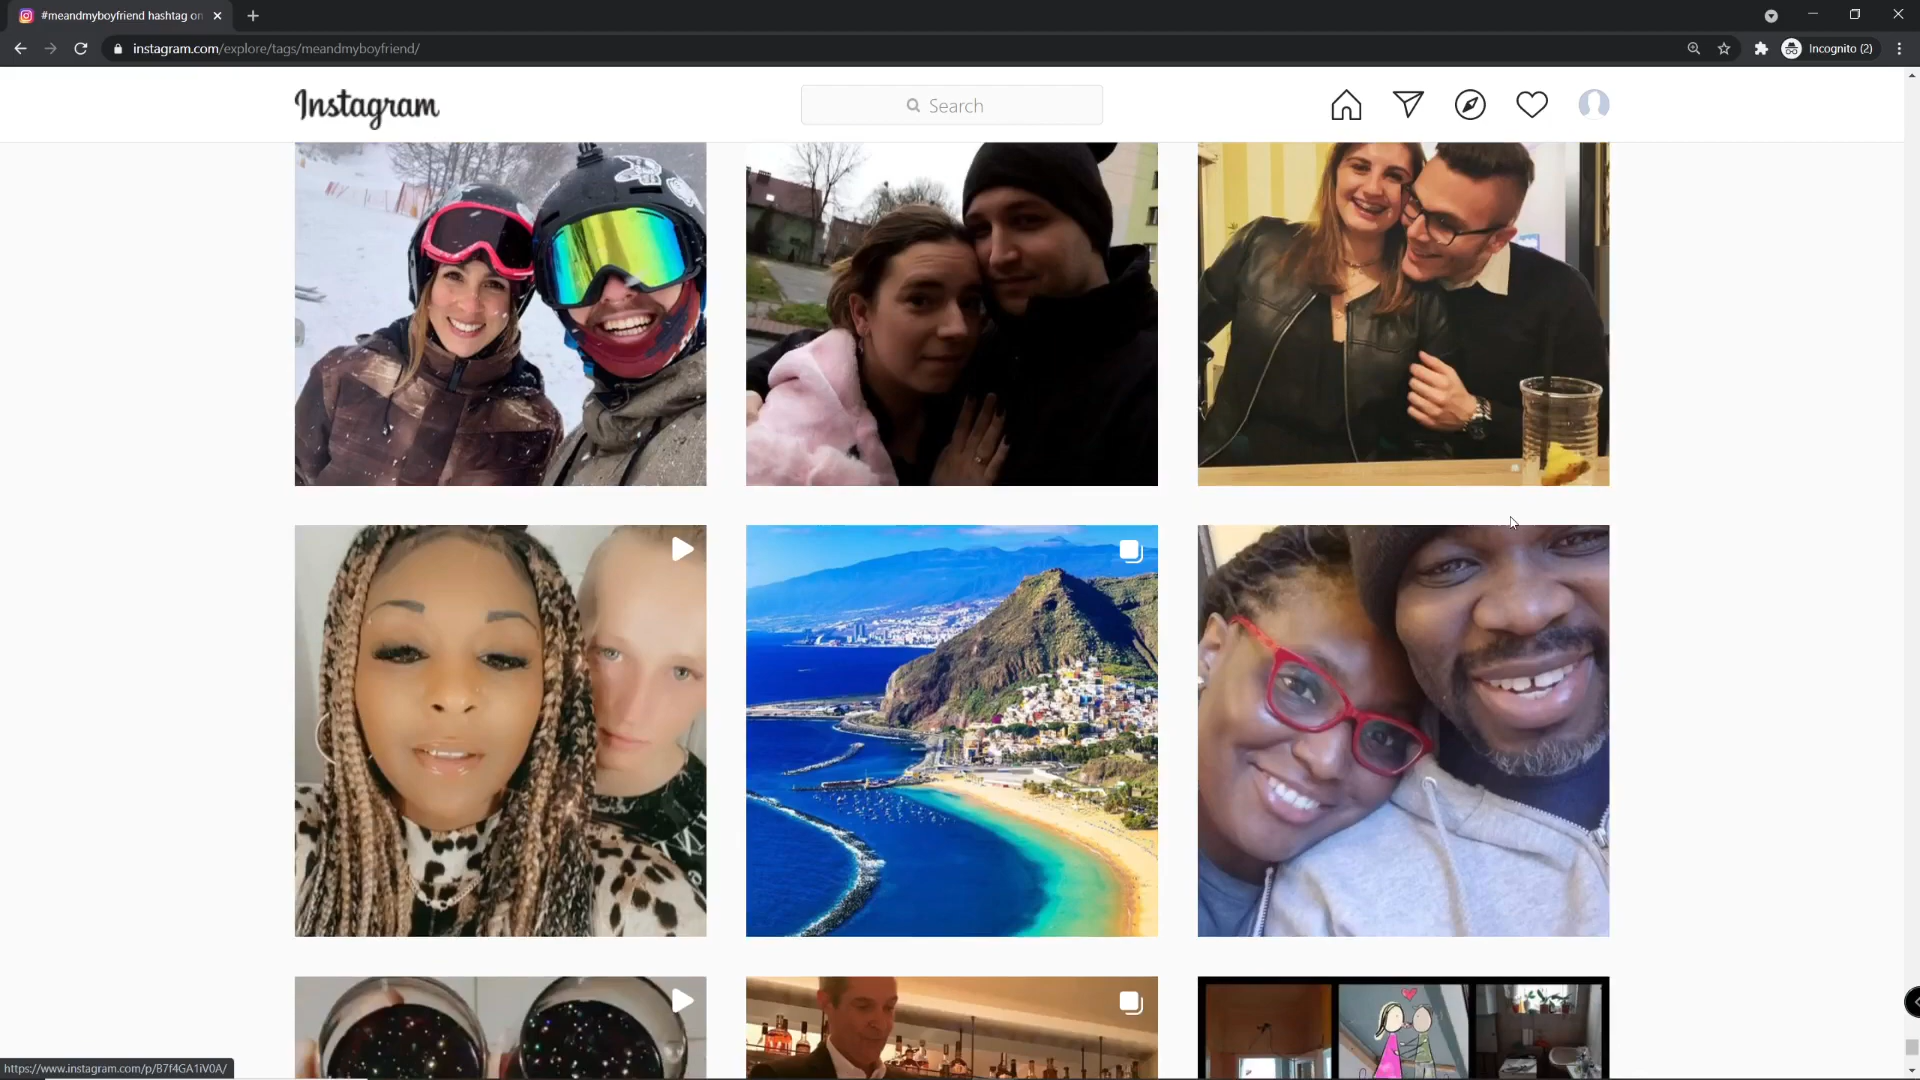 #meandmyboyfriend hashtag on
instagram.com/explore/tags/meandmyboyfriend/
Incognito (2)
Instagram
Search
https://www.instagram.com/p/B7f4GA1iV0A/